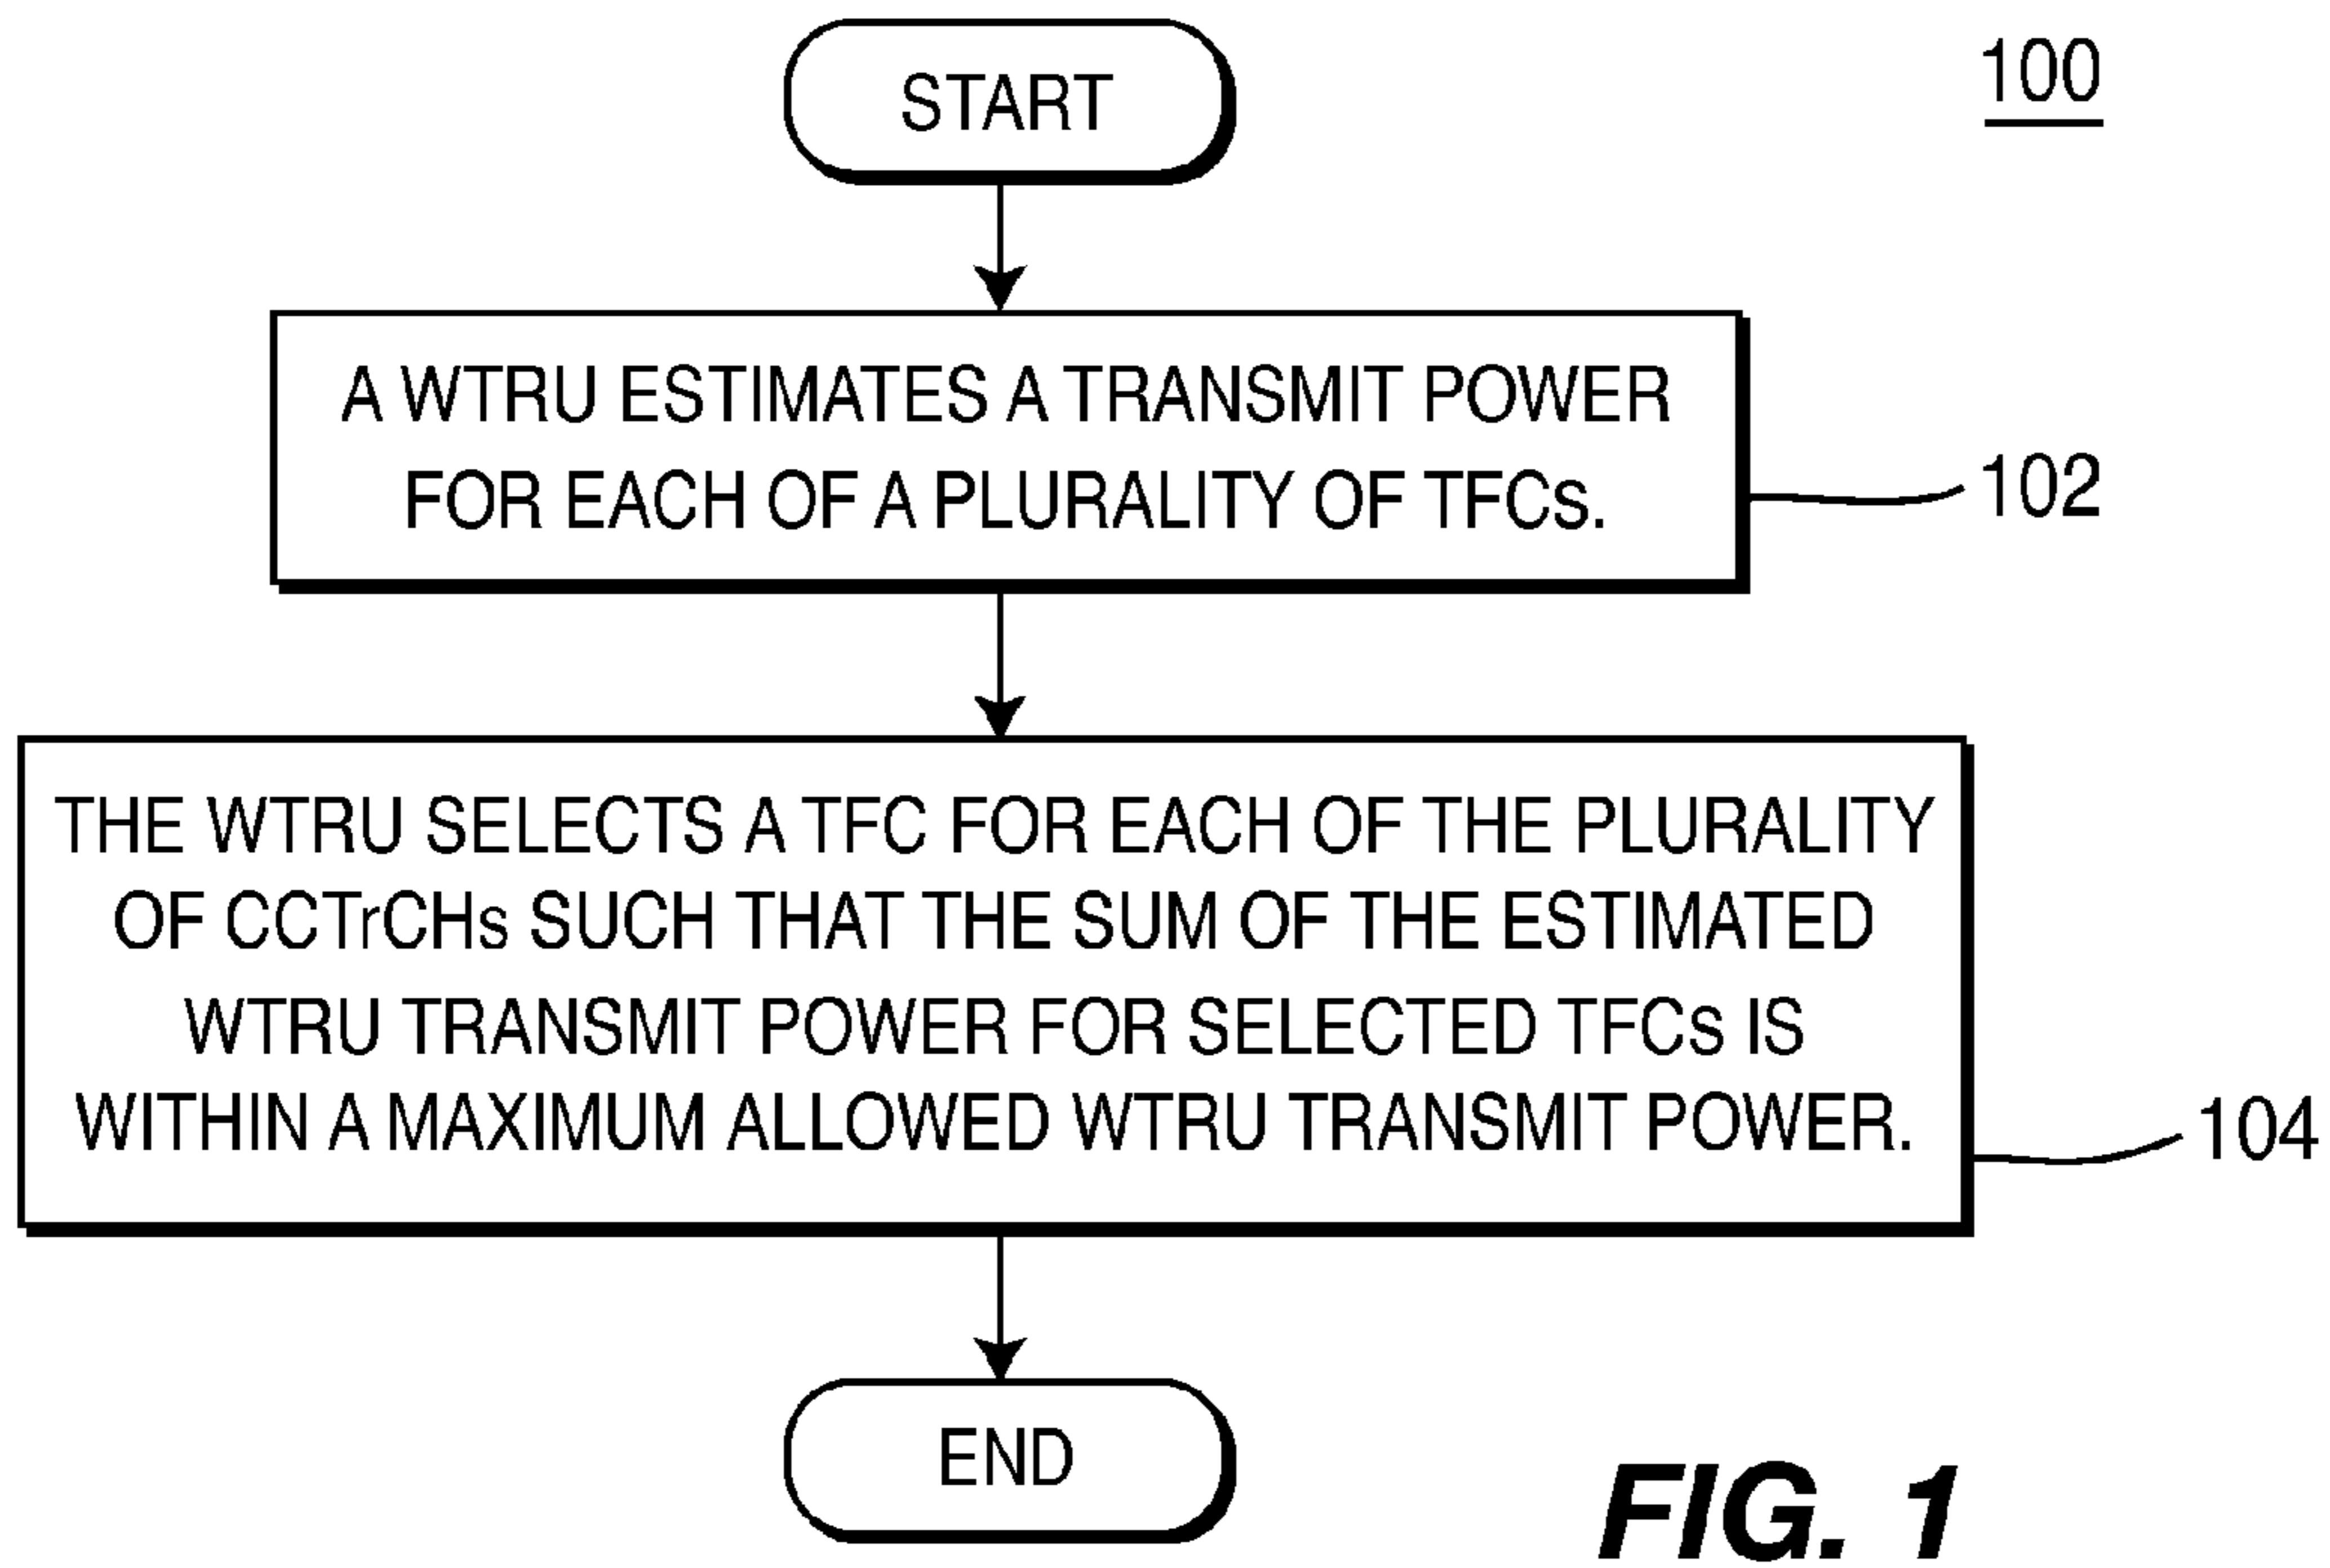 START
100
A WTRU ESTIMATES A TRANSMIT POWER
FOR EACH OF A PLURALITY OF TFCs.
102
THE WTRU SELECTS A TFC FOR EACH OF THE PLURALITY
OF CCTrCHs SUCH THAT THE SUM OF THE ESTIMATED
WTRU TRANSMIT POWER FOR SELECTED TFCs IS
WITHIN A MAXIMUM ALLOWED WTRU TRANSMIT POWER.
104
END
FIG. 1